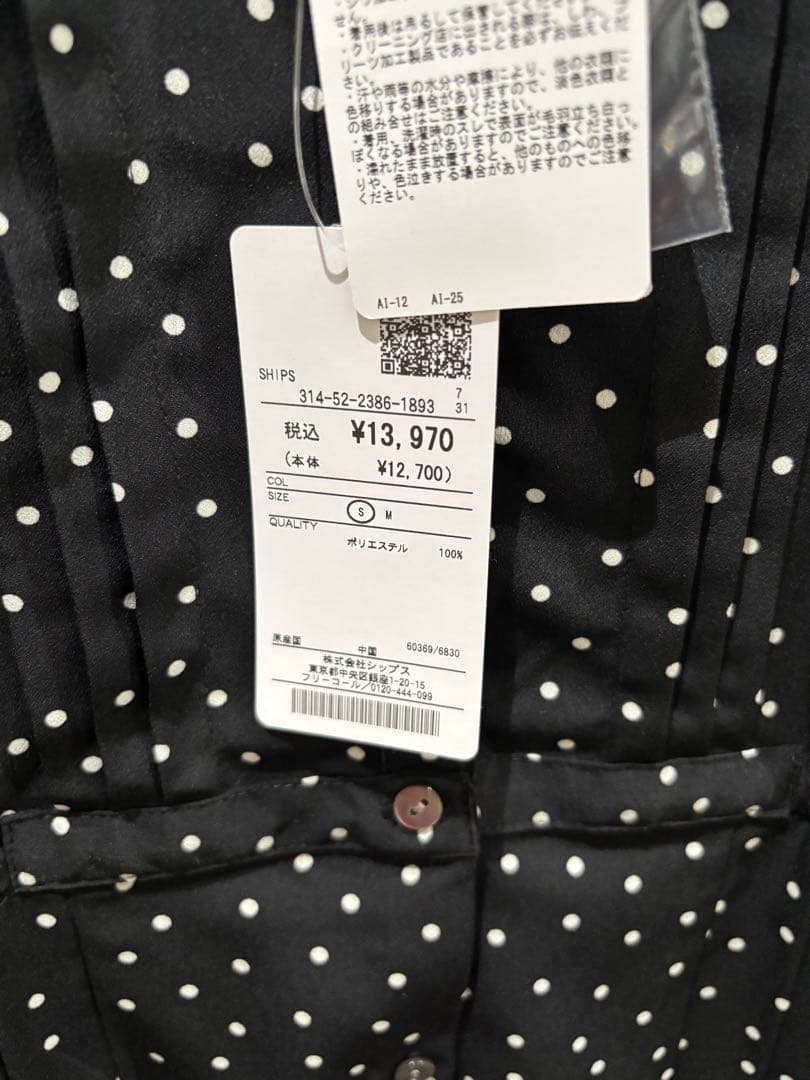 せん。
・着用後は吊るして保管してください。
・クリーニング店に出される際は、
リーツ加工製品であることを必ずお伝えくだ
さい。
・汗や雨等の水分や摩擦により、他の衣類に
色移りする場合がありますので、淡色衣類と
の組み合せはご注意ください。
・着用、洗濯時のスレで表面が毛羽立ち白っ
ぽくなる場合がありますのでご注意ください。
・濡れたまま放置すると、他のものへの色移
りや、色泣きする場合がありますのでご注意
ください。
AI-12 AI-25
SHIPS
314-52-2386-1893 7
31
税込 ¥13,970
(本体 ¥12,700)
COL
SIZE
S M
QUALITY
ポリエステル 100%
原産国 中国 60369/6830
株式会社シップス
東京都中央区銀座1-20-15
フリーコール/0120-444-099